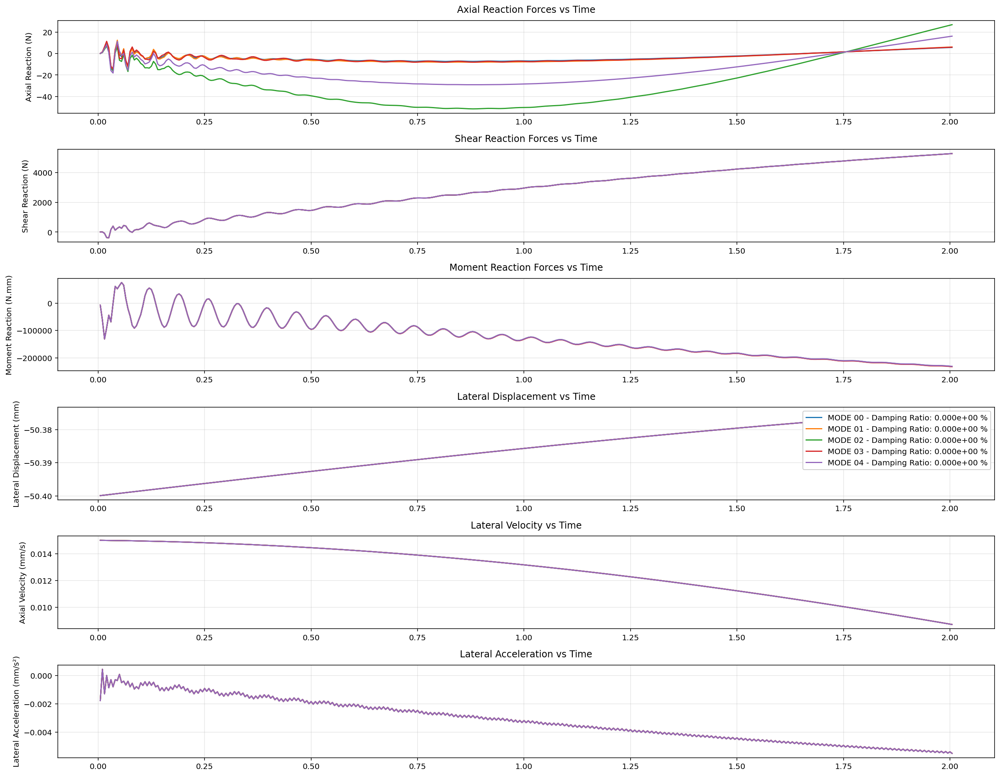 Axial Reaction Forces vs Time
Axial Reaction (N)
20
0
−20
−40
0.00 0.25 0.50 0.75 1.00 1.25 1.50 1.75 2.00
Shear Reaction Forces vs Time
Shear Reaction (N)
4000
2000
0
0.00 0.25 0.50 0.75 1.00 1.25 1.50 1.75 2.00
Moment Reaction Forces vs Time
Moment Reaction (N.mm)
0
−100000
−200000
0.00 0.25 0.50 0.75 1.00 1.25 1.50 1.75 2.00
Lateral Displacement vs Time
Lateral Displacement (mm)
−50.38
−50.39
−50.40
MODE 00 - Damping Ratio: 0.000e+00 %
MODE 01 - Damping Ratio: 0.000e+00 %
MODE 02 - Damping Ratio: 0.000e+00 %
MODE 03 - Damping Ratio: 0.000e+00 %
MODE 04 - Damping Ratio: 0.000e+00 %
0.00 0.25 0.50 0.75 1.00 1.25 1.50 1.75 2.00
Lateral Velocity vs Time
Axial Velocity (mm/s)
0.014
0.012
0.010
0.00 0.25 0.50 0.75 1.00 1.25 1.50 1.75 2.00
Lateral Acceleration vs Time
Lateral Acceleration (mm/s²)
0.000
−0.002
−0.004
0.00 0.25 0.50 0.75 1.00 1.25 1.50 1.75 2.00